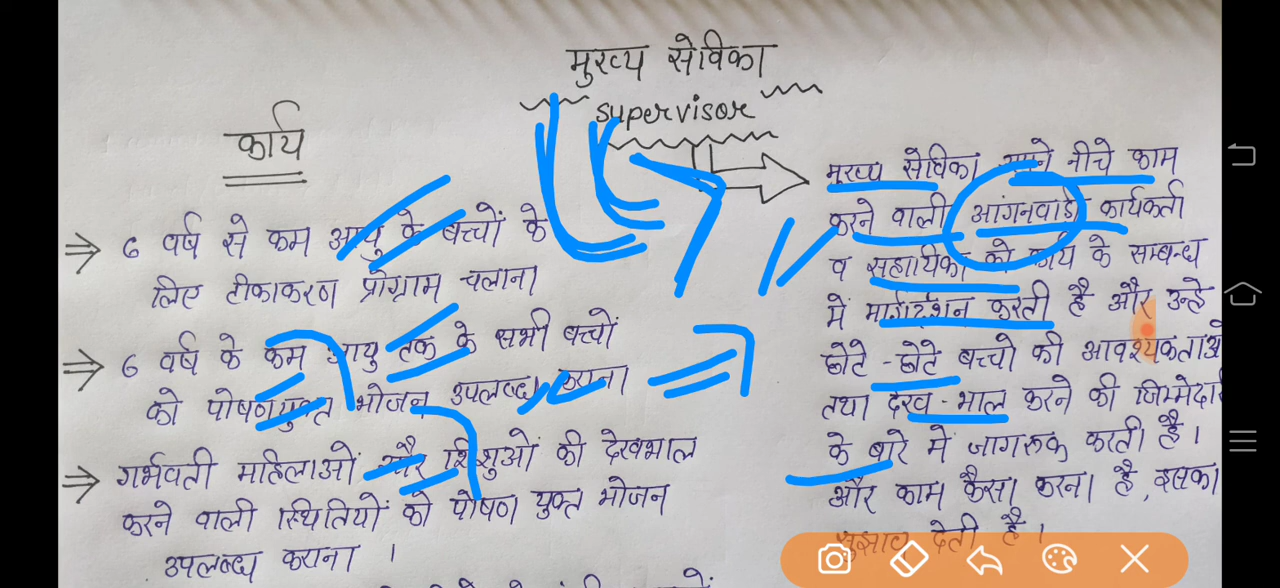 मुख्य सेविका
supervisor
कार्य
⇒ 6 वर्ष से कम आयु के बच्चों के
लिए टीकाकरण प्रोग्राम चलाना
⇒ 6 वर्ष के कम आयु तक के सभी बच्चों
को पोषणयुक्त भोजन उपलब्ध कराना
⇒ गर्भवती महिलाओं और शिशुओं की देखभाल
करने वाली स्थितियों को पोषण युक्त भोजन
उपलब्ध कराना ।
मुख्य सेविका अपने नीचे काम
करने वाली आंगनवाडी कार्यकर्ता
व सहायिका को कार्य के सम्बन्ध
में मार्गदर्शन करती है और उन्हे
छोटे - छोटे बच्चो की
तथा देख - भाल करने की
के बारे में जागरूक करती है ।
और काम कैसा करना है, इसका
सुझाव देती है ।